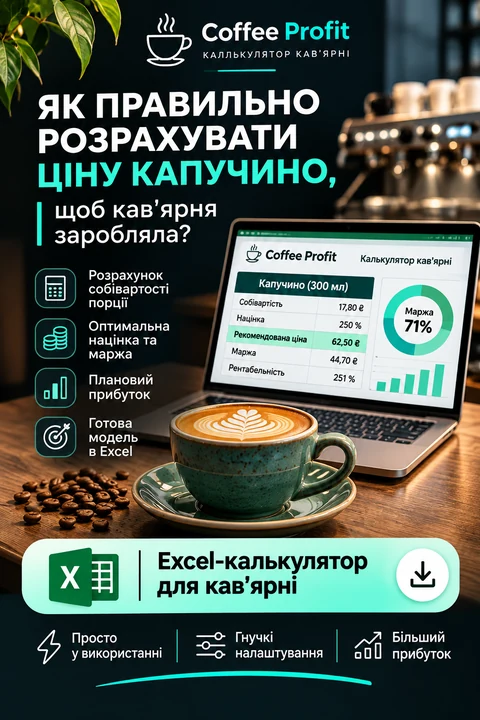 Coffee Profit
КАЛЛЬКУЛЯТОР КАВ'ЯРНІ
ЯК ПРАВИЛЬНО
РОЗРАХУВАТИ
ЦІНУ КАПУЧИНО,
щоб кав'ярня
заробляла?
Розрахунок
собівартості
порції
Оптимальна
націнка та
маржа
Плановий
прибуток
Готова
модель
в Excel
Coffee Profit
Калькулятор кав'ярні
Капучино (300 мл)
Собівартість 17,80 ₴
Націнка 250 %
Рекомендована ціна 62,50 ₴
Маржа 44,70 ₴
Рентабельність 251 %
Маржа
71%
X
Excel-калькулятор
для кав'ярні
Просто
у використанні
Гнучкі
налаштування
Більший
прибуток